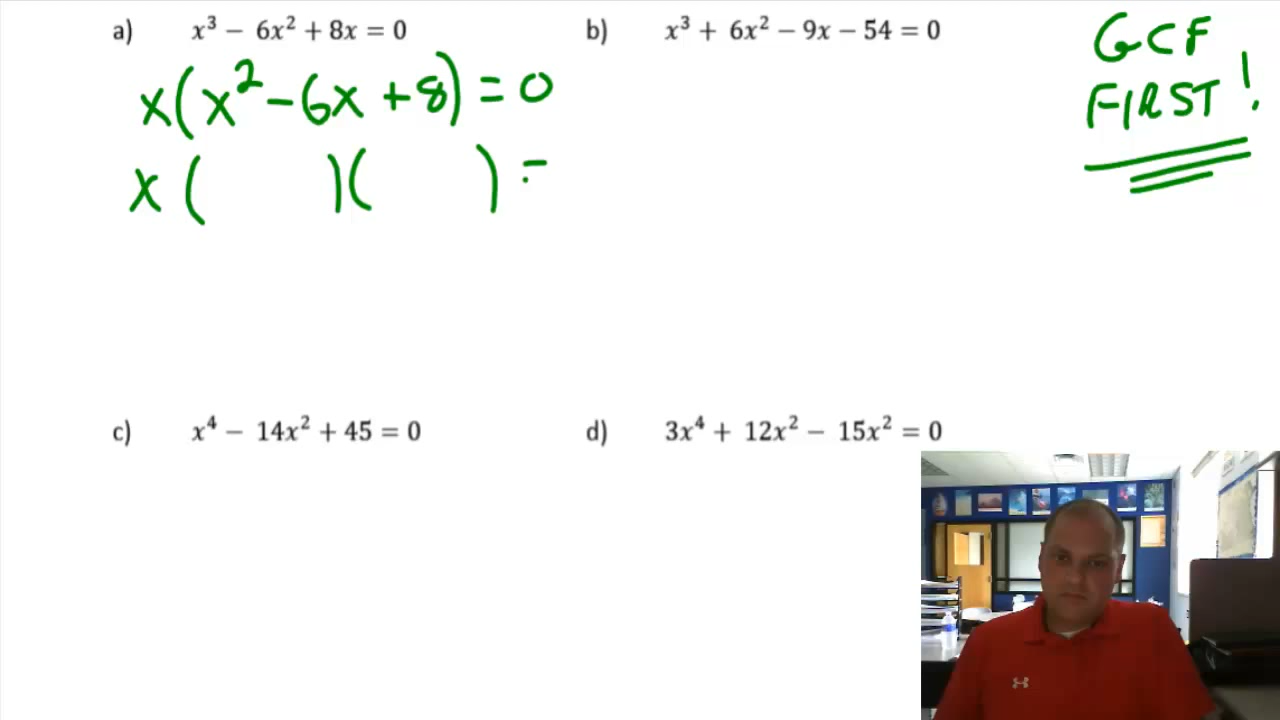 a) x³ − 6x² + 8x = 0
x(x² − 6x + 8) = 0
x( )( ) =
b) x³ + 6x² − 9x − 54 = 0
GCF
FIRST!
c) x⁴ − 14x² + 45 = 0
d) 3x⁴ + 12x² − 15x² = 0